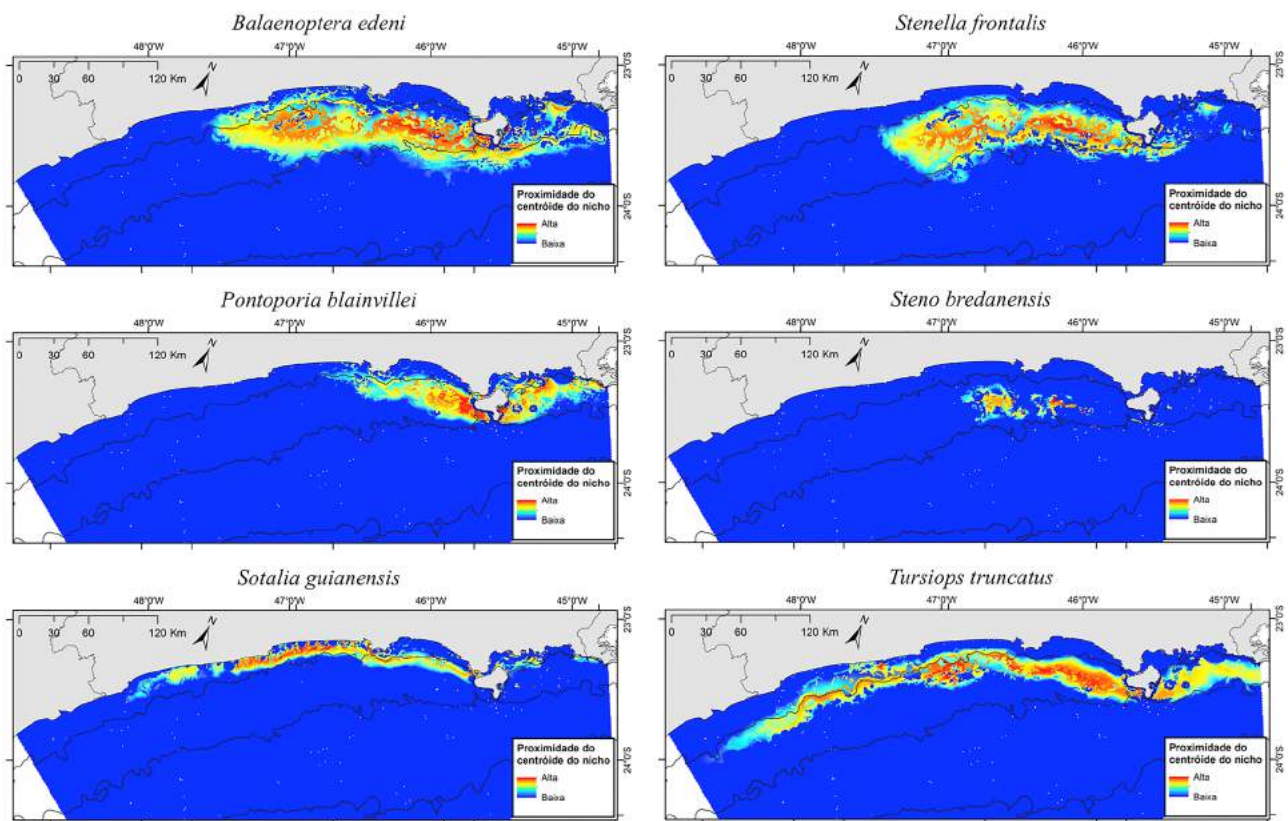 Balaenoptera edeni
48°0'W 47°0'W 46°0'W 45°0'W
0 30 60 120 Km
N
23°0'S
24°0'S
Proximidade do
centróide do nicho
Alta
Baixa
Stenella frontalis
48°0'W 47°0'W 46°0'W 45°0'W
0 30 60 120 Km
N
23°0'S
24°0'S
Proximidade do
centróide do nicho
Alta
Baixa
Pontoporia blainvillei
48°0'W 47°0'W 46°0'W 45°0'W
0 30 60 120 Km
N
23°0'S
24°0'S
Proximidade do
centróide do nicho
Alta
Baixa
Steno bredanensis
48°0'W 47°0'W 46°0'W 45°0'W
0 30 60 120 Km
N
23°0'S
24°0'S
Proximidade do
centróide do nicho
Alta
Baixa
Sotalia guianensis
48°0'W 47°0'W 46°0'W 45°0'W
0 30 60 120 Km
N
23°0'S
24°0'S
Proximidade do
centróide do nicho
Alta
Baixa
Tursiops truncatus
48°0'W 47°0'W 46°0'W 45°0'W
0 30 60 120 Km
N
23°0'S
24°0'S
Proximidade do
centróide do nicho
Alta
Baixa